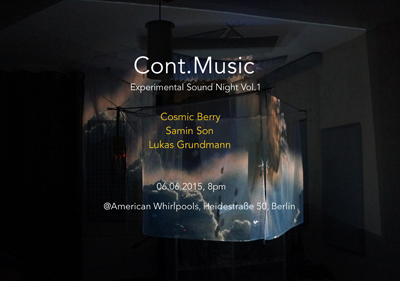 Cont.Music
Experimental Sound Night Vol.1
Cosmic Berry
Samin Son
Lukas Grundmann
06.06.2015, 8pm
@American Whirlpools, Heidestraße 50, Berlin